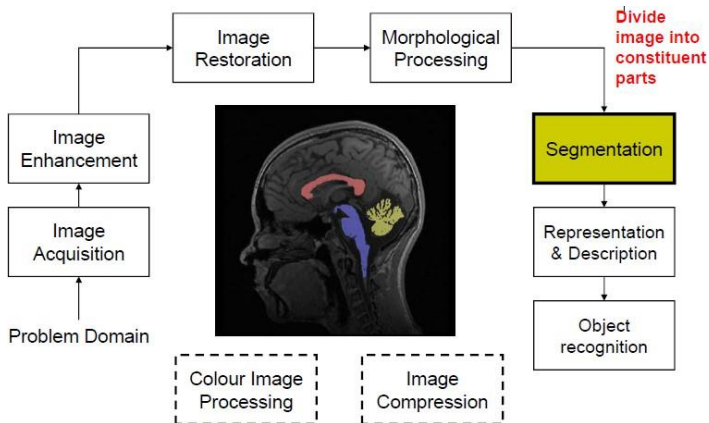 Image
Restoration
Morphological
Processing
Divide
image into
constituent
parts
Image
Enhancement
Segmentation
Image
Acquisition
Representation
& Description
Problem Domain
Object
recognition
Colour Image
Processing
Image
Compression